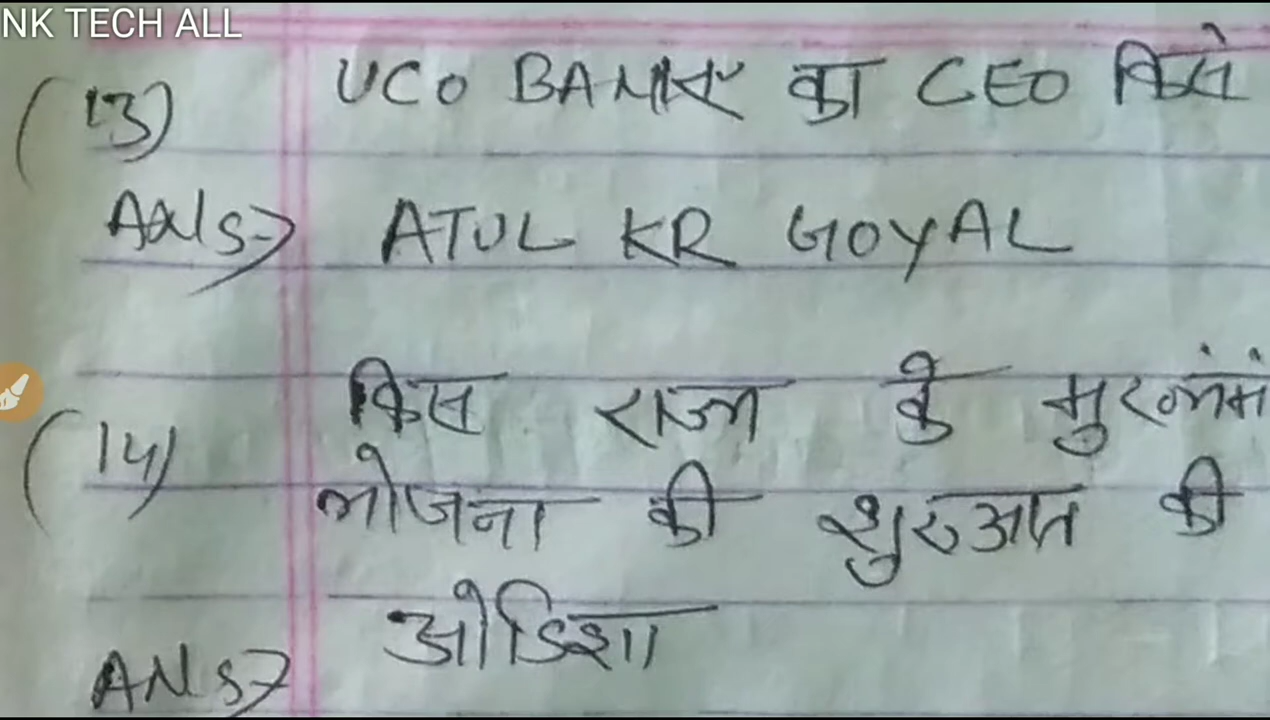 NK TECH ALL
(13) UCO BANK का CEO किसे
Ans→ ATUL KR GOYAL
(14) किस राज्य के मुख्यमं
योजना की शुरुआत की
ANS→ ओडिशा